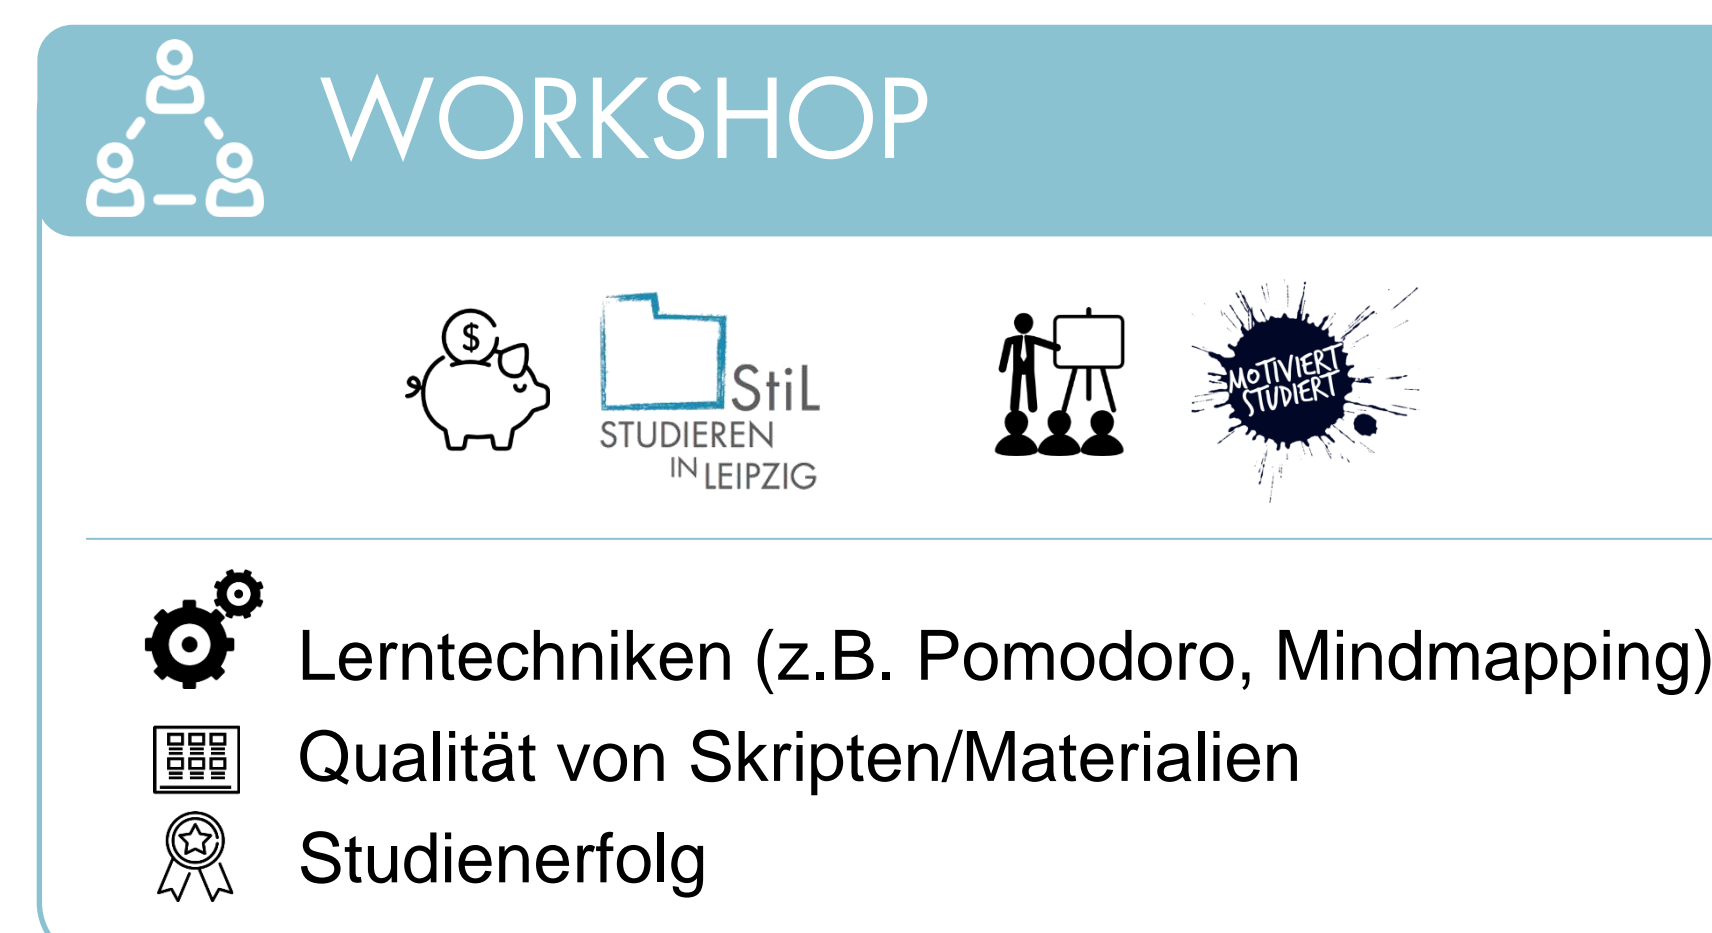 WORKSHOP
$
StiL
STUDIEREN
IN LEIPZIG
MOTIVIERT
STUDIERT
Lerntechniken (z.B. Pomodoro, Mindmapping)
Qualität von Skripten/Materialien
Studienerfolg